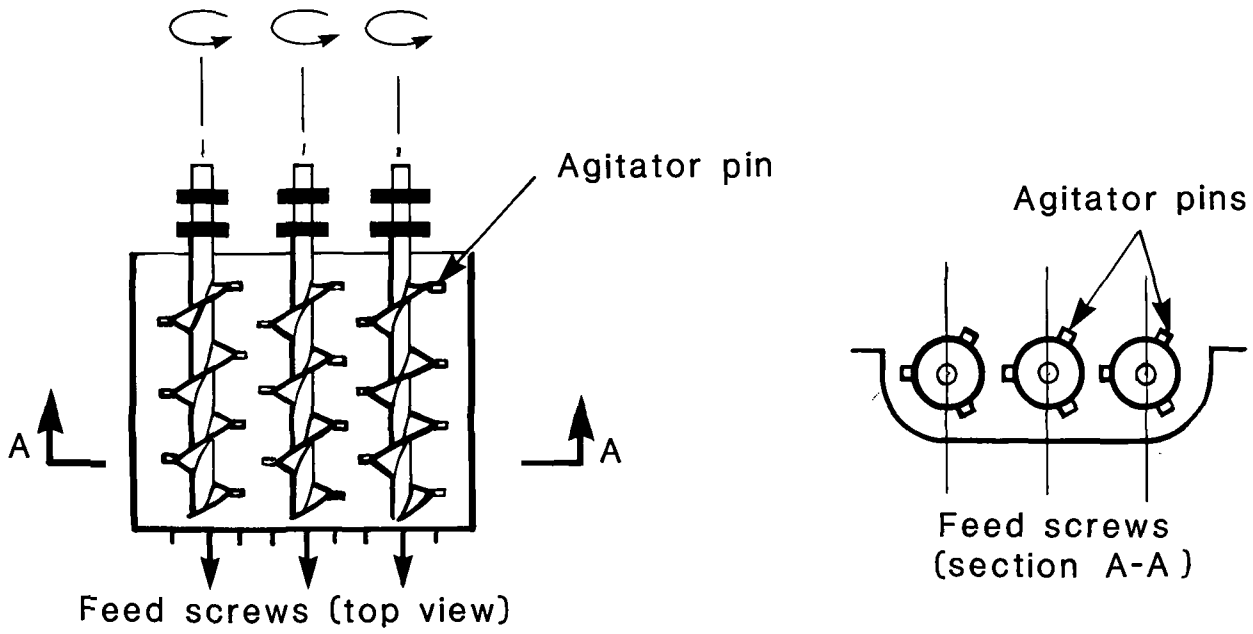 Agitator pin
Agitator pins
A
A
Feed screws
(section A-A)
Feed screws (top view)